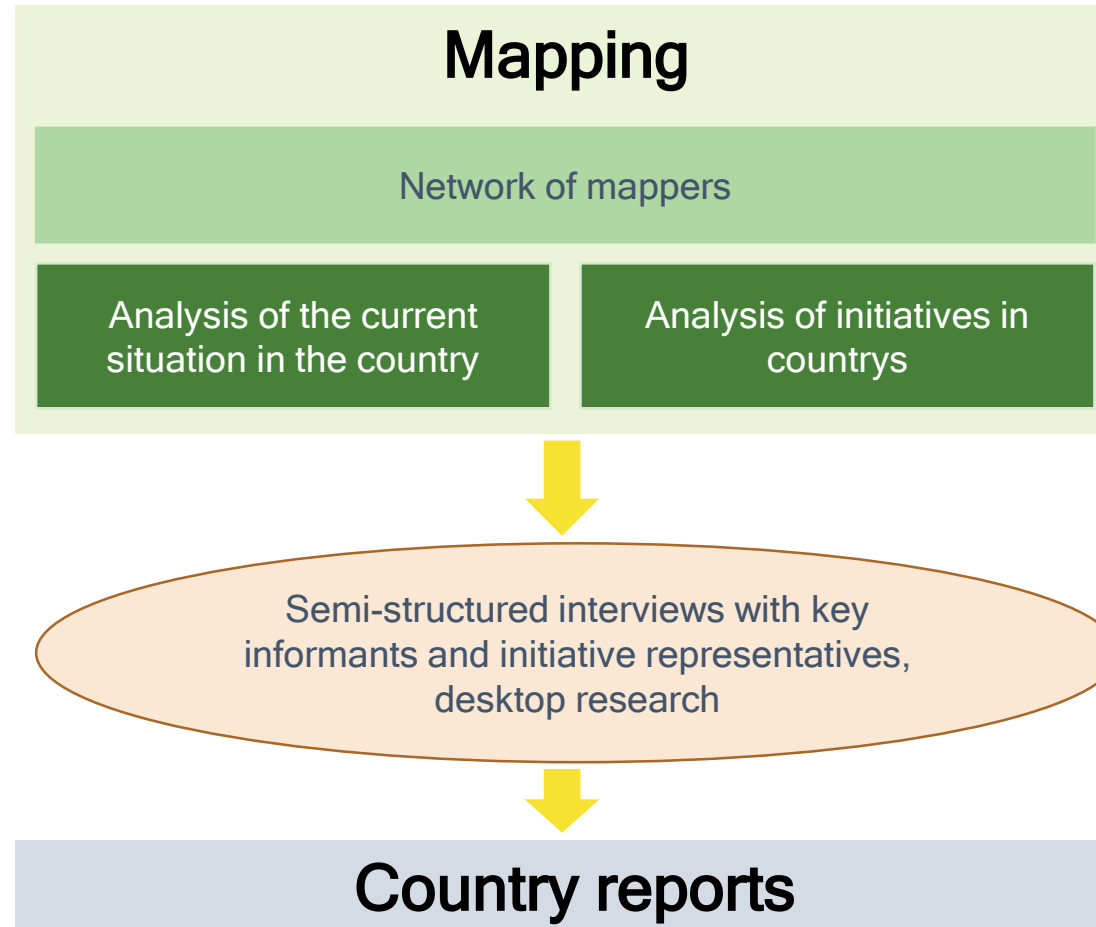 Mapping
Network of mappers
Analysis of the current
situation in the country
Analysis of initiatives in
countrys
Semi-structured interviews with key
informants and initiative representatives,
desktop research
Country reports